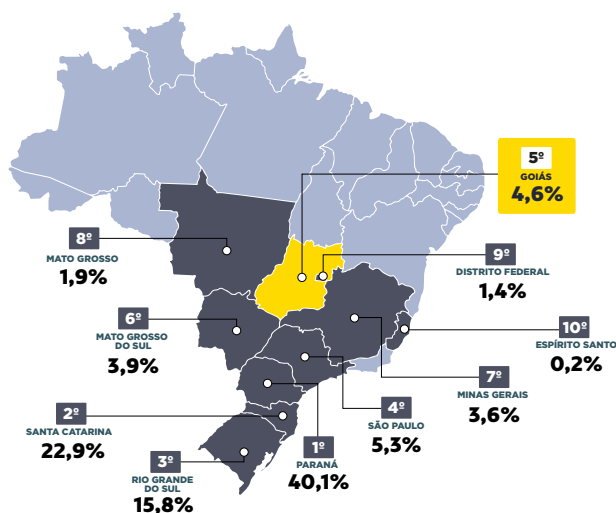 5º
GOIÁS
4,6%
8º
MATO GROSSO
1,9%
9º
DISTRITO FEDERAL
1,4%
6º
MATO GROSSO
DO SUL
3,9%
10º
ESPÍRITO SANTO
0,2%
7º
MINAS GERAIS
3,6%
4º
SÃO PAULO
5,3%
2º
SANTA CATARINA
22,9%
1º
PARANÁ
40,1%
3º
RIO GRANDE
DO SUL
15,8%